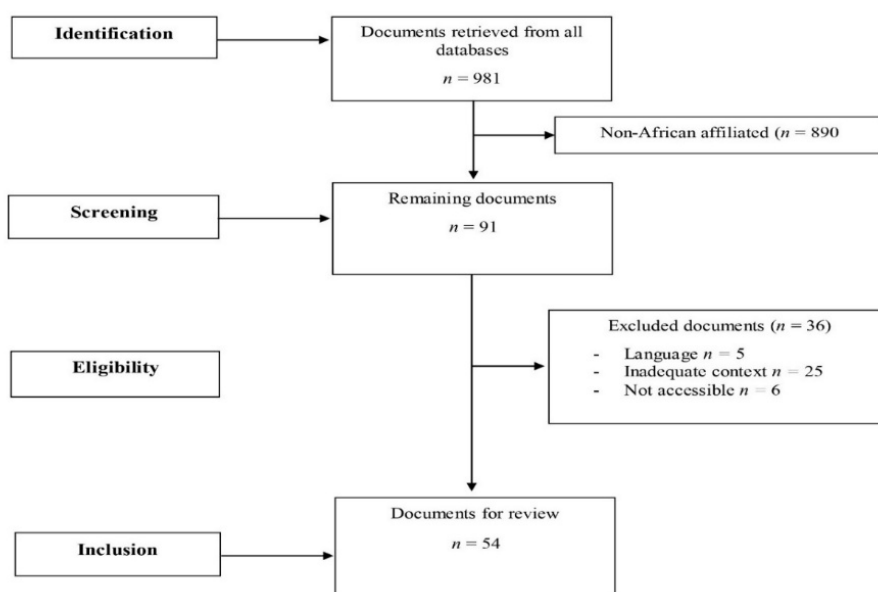 Identification
Documents retrieved from all
databases
n = 981
Non-African affiliated (n = 890
Screening
Remaining documents
n = 91
Excluded documents (n = 36)
- Language n = 5
- Inadequate context n = 25
- Not accessible n = 6
Eligibility
Documents for review
n = 54
Inclusion